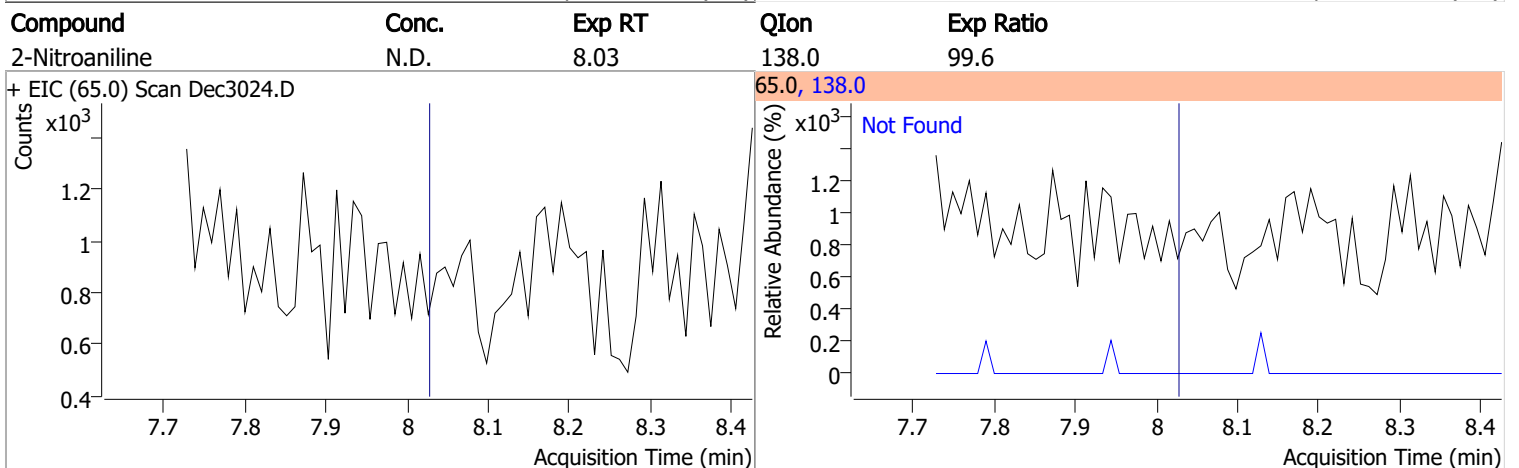 Compound Conc. Exp RT QIon Exp Ratio
2-Nitroaniline N.D. 8.03 138.0 99.6
+ EIC (65.0) Scan Dec3024.D
Counts
x10³
1.2
1
0.8
0.6
0.4
7.7 7.8 7.9 8 8.1 8.2 8.3 8.4
Acquisition Time (min)
65.0, 138.0
Relative Abundance (%)
x10³
Not Found
1.2
1
0.8
0.6
0.4
0.2
0
7.7 7.8 7.9 8 8.1 8.2 8.3 8.4
Acquisition Time (min)